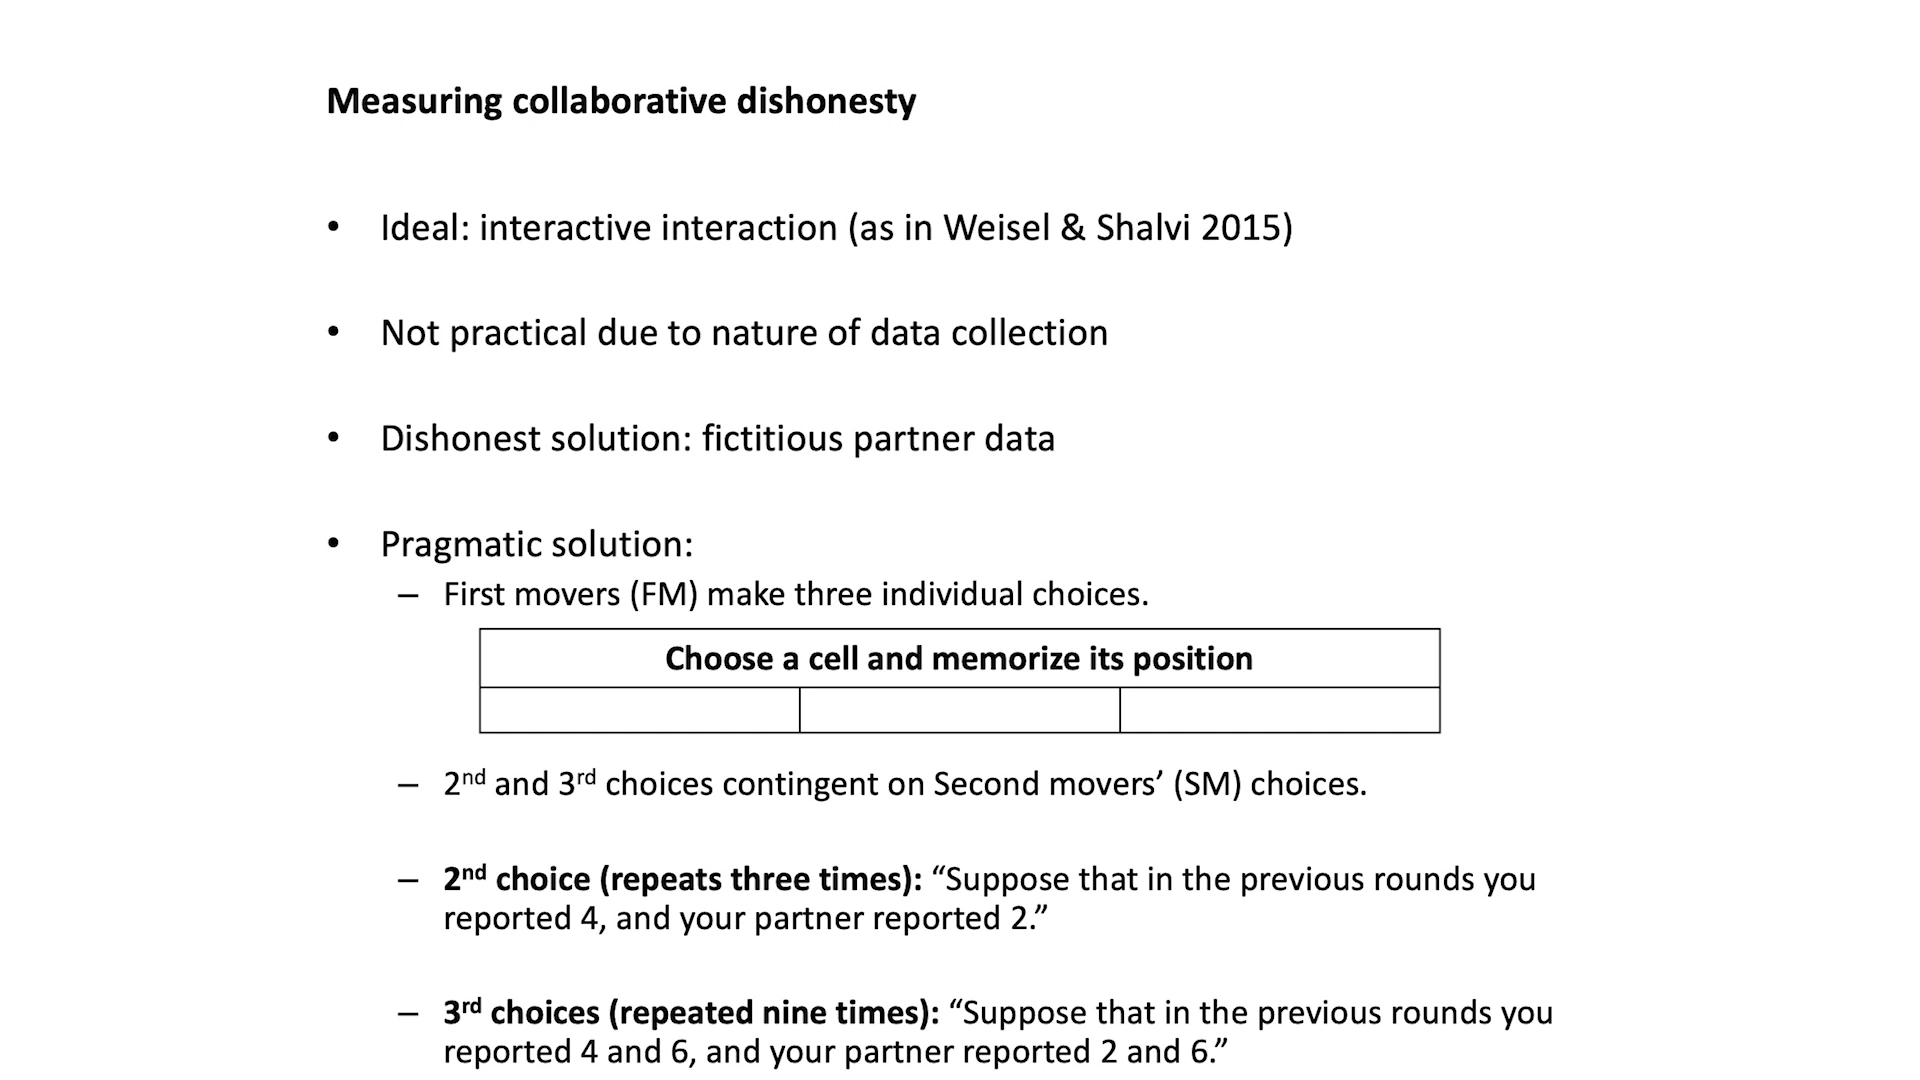 Measuring collaborative dishonesty
• Ideal: interactive interaction (as in Weisel & Shalvi 2015)
• Not practical due to nature of data collection
• Dishonest solution: fictitious partner data
• Pragmatic solution:
– First movers (FM) make three individual choices.
Choose a cell and memorize its position
– 2nd and 3rd choices contingent on Second movers’ (SM) choices.
– 2nd choice (repeats three times): “Suppose that in the previous rounds you
reported 4, and your partner reported 2.”
– 3rd choices (repeated nine times): “Suppose that in the previous rounds you
reported 4 and 6, and your partner reported 2 and 6.”